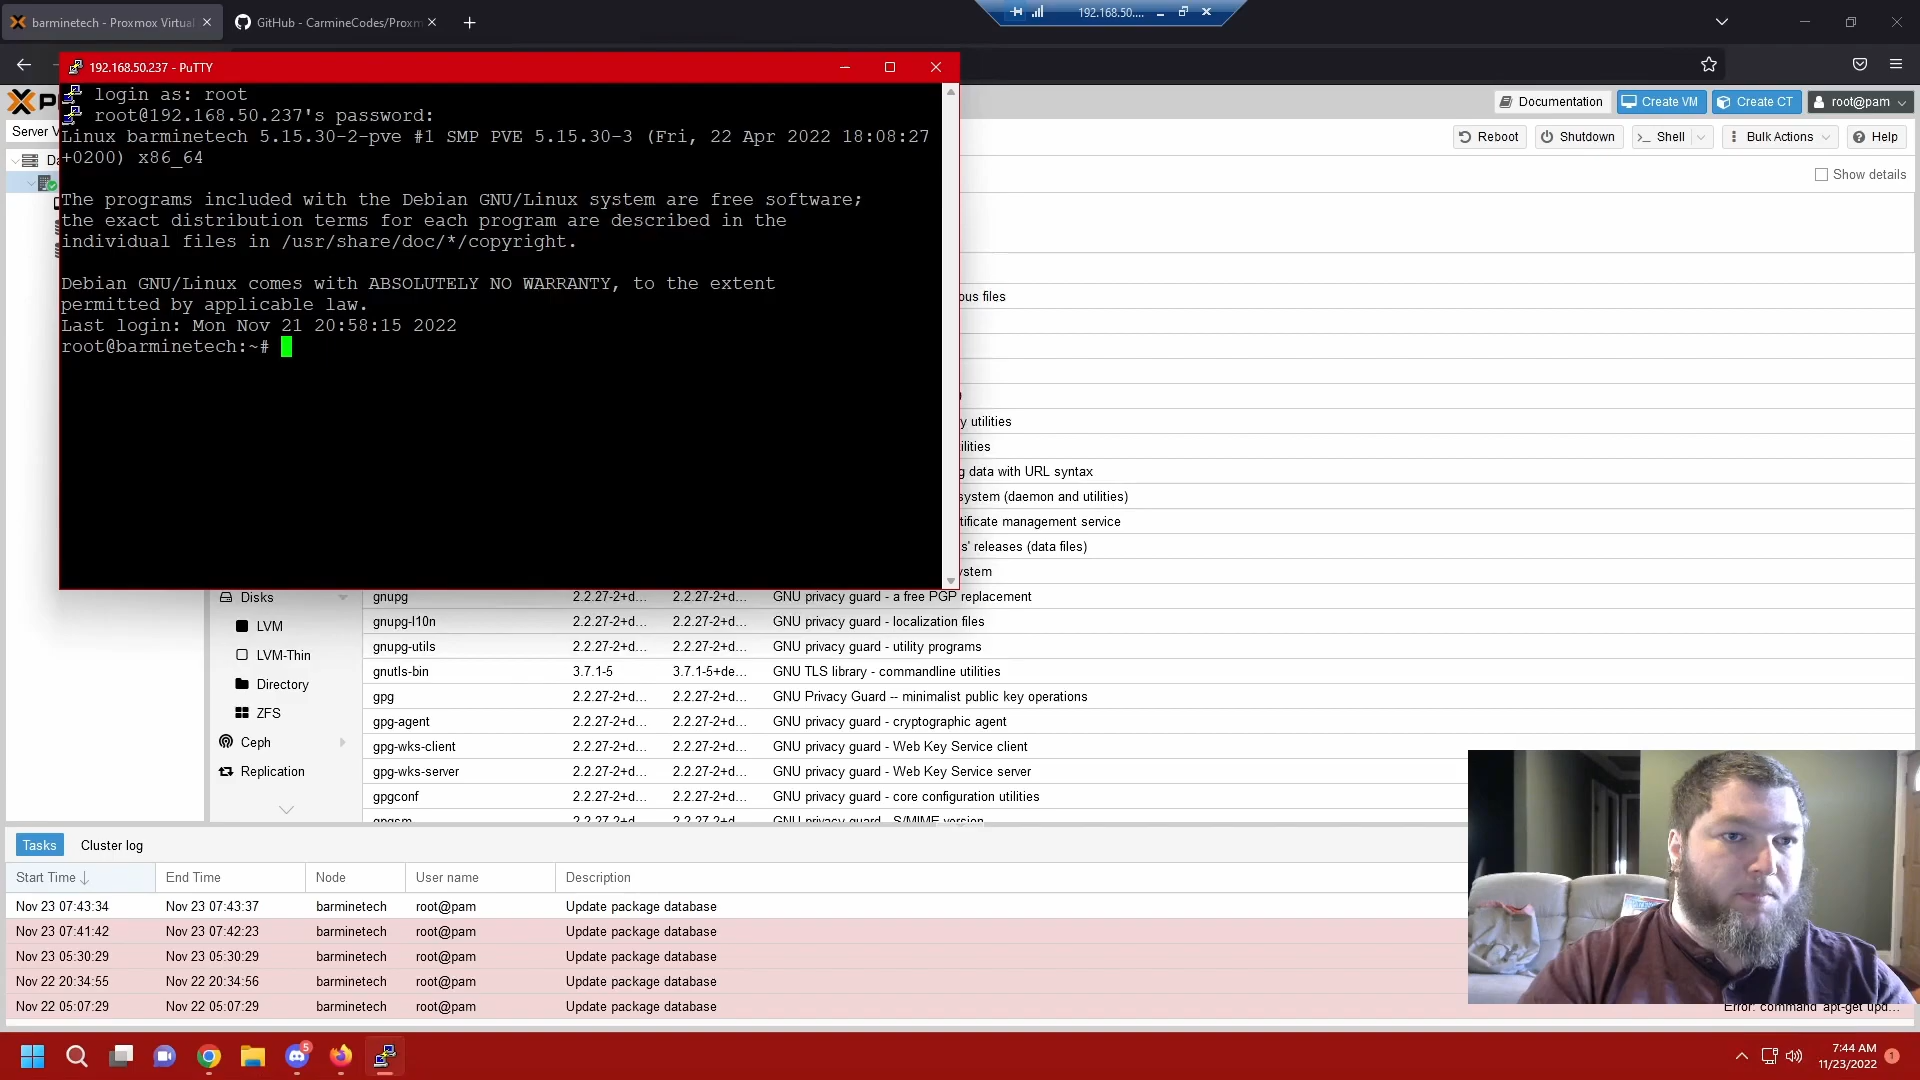 barminetech - Proxmox Virtual
GitHub - CarmineCodes/Proxm
192.168.50....
192.168.50.237 - PuTTY
login as: root
root@192.168.50.237's password:
Linux barminetech 5.15.30-2-pve #1 SMP PVE 5.15.30-3 (Fri, 22 Apr 2022 18:08:27
+0200) x86_64
The programs included with the Debian GNU/Linux system are free software;
the exact distribution terms for each program are described in the
individual files in /usr/share/doc/*/copyright.
Debian GNU/Linux comes with ABSOLUTELY NO WARRANTY, to the extent
permitted by applicable law.
Last login: Mon Nov 21 20:58:15 2022
root@barminetech:~#
Server V
Documentation Create VM Create CT root@pam
Reboot Shutdown Shell Bulk Actions Help
Show details
files
utilities
data with URL syntax
system (daemon and utilities)
management service
releases (data files)
Disks
LVM
LVM-Thin
Directory
ZFS
Ceph
Replication
gnupg 2.2.27-2+d... 2.2.27-2+d... GNU privacy guard - a free PGP replacement
gnupg-l10n 2.2.27-2+d... 2.2.27-2+d... GNU privacy guard - localization files
gnupg-utils 2.2.27-2+d... 2.2.27-2+d... GNU privacy guard - utility programs
gnutls-bin 3.7.1-5 3.7.1-5+de... GNU TLS library - commandline utilities
gpg 2.2.27-2+d... 2.2.27-2+d... GNU Privacy Guard -- minimalist public key operations
gpg-agent 2.2.27-2+d... 2.2.27-2+d... GNU privacy guard - cryptographic agent
gpg-wks-client 2.2.27-2+d... 2.2.27-2+d... GNU privacy guard - Web Key Service client
gpg-wks-server 2.2.27-2+d... 2.2.27-2+d... GNU privacy guard - Web Key Service server
gpgconf 2.2.27-2+d... 2.2.27-2+d... GNU privacy guard - core configuration utilities
gpgsm 2.2.27-2+d... 2.2.27-2+d... GNU privacy guard - S/MIME version
Tasks Cluster log
Start Time End Time Node User name Description
Nov 23 07:43:34 Nov 23 07:43:37 barminetech root@pam Update package database
Nov 23 07:41:42 Nov 23 07:42:23 barminetech root@pam Update package database
Nov 23 05:30:29 Nov 23 05:30:29 barminetech root@pam Update package database
Nov 22 20:34:55 Nov 22 20:34:56 barminetech root@pam Update package database
Nov 22 05:07:29 Nov 22 05:07:29 barminetech root@pam Update package database
Error: command 'apt-get upd...
5
7:44 AM
11/23/2022
1